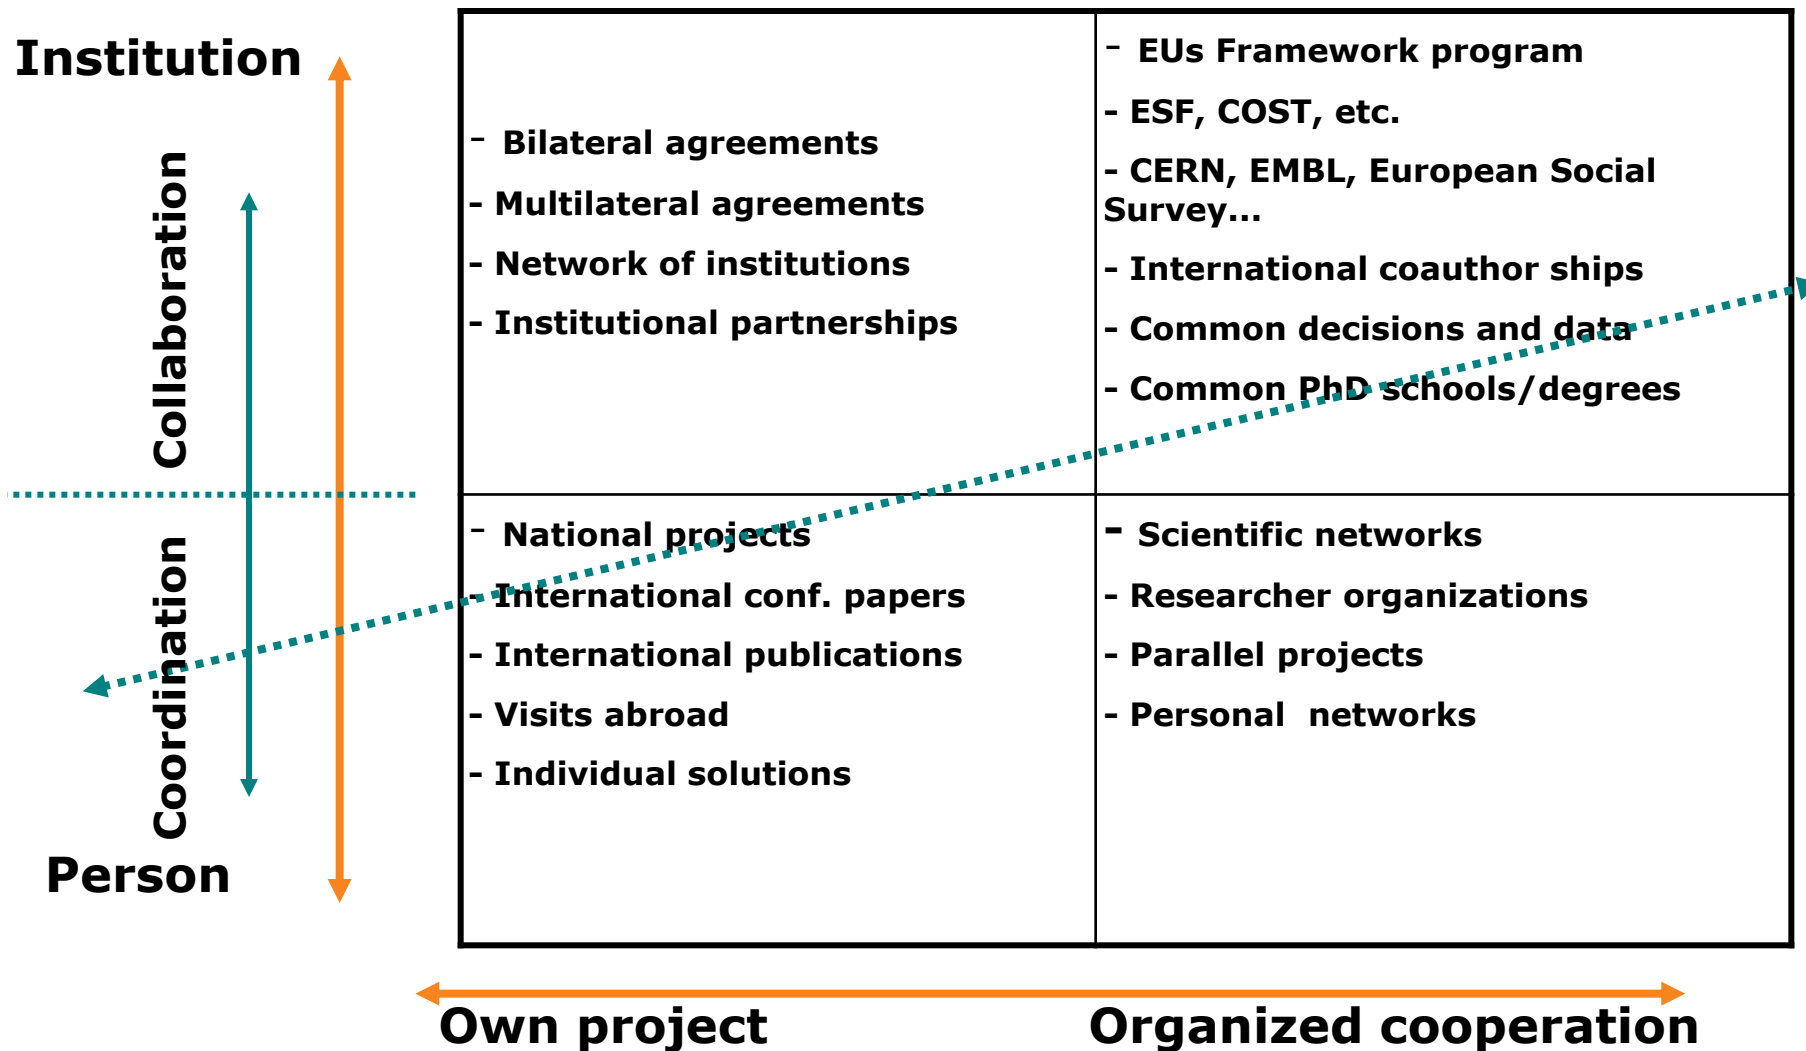 Institution
Collaboration
Coordination
Person
- Bilateral agreements
- Multilateral agreements
- Network of institutions
- Institutional partnerships
- EUs Framework program
- ESF, COST, etc.
- CERN, EMBL, European Social
Survey...
- International coauthor ships
- Common decisions and data
- Common PhD schools/degrees
- National projects
- International conf. papers
- International publications
- Visits abroad
- Individual solutions
- Scientific networks
- Researcher organizations
- Parallel projects
- Personal networks
Own project
Organized cooperation